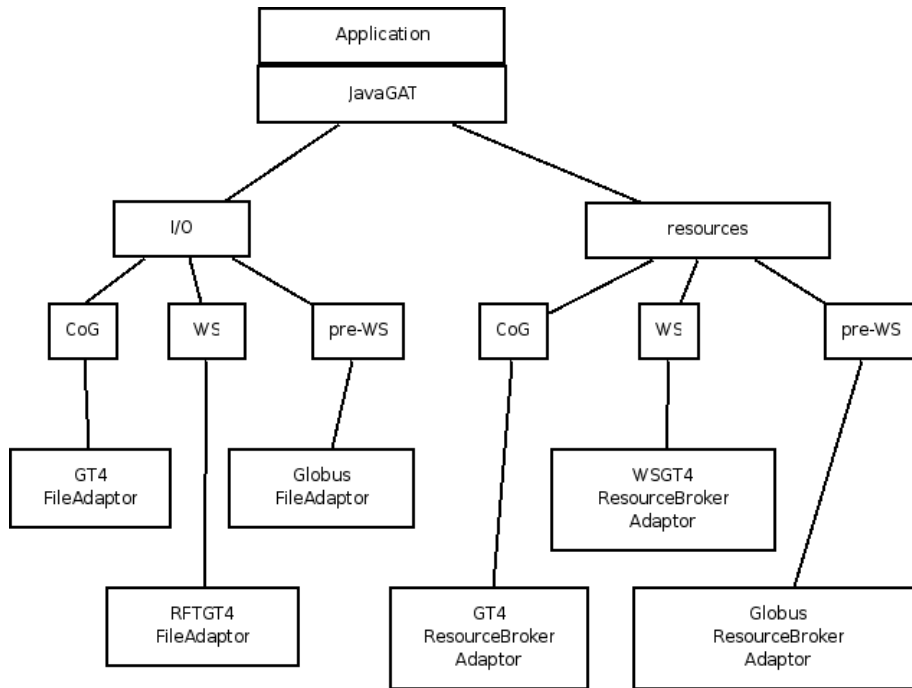 Application
JavaGAT
I/O
resources
CoG
WS
pre-WS
CoG
WS
pre-WS
GT4
FileAdaptor
Globus
FileAdaptor
WSGT4
ResourceBroker
Adaptor
RFTGT4
FileAdaptor
GT4
ResourceBroker
Adaptor
Globus
ResourceBroker
Adaptor